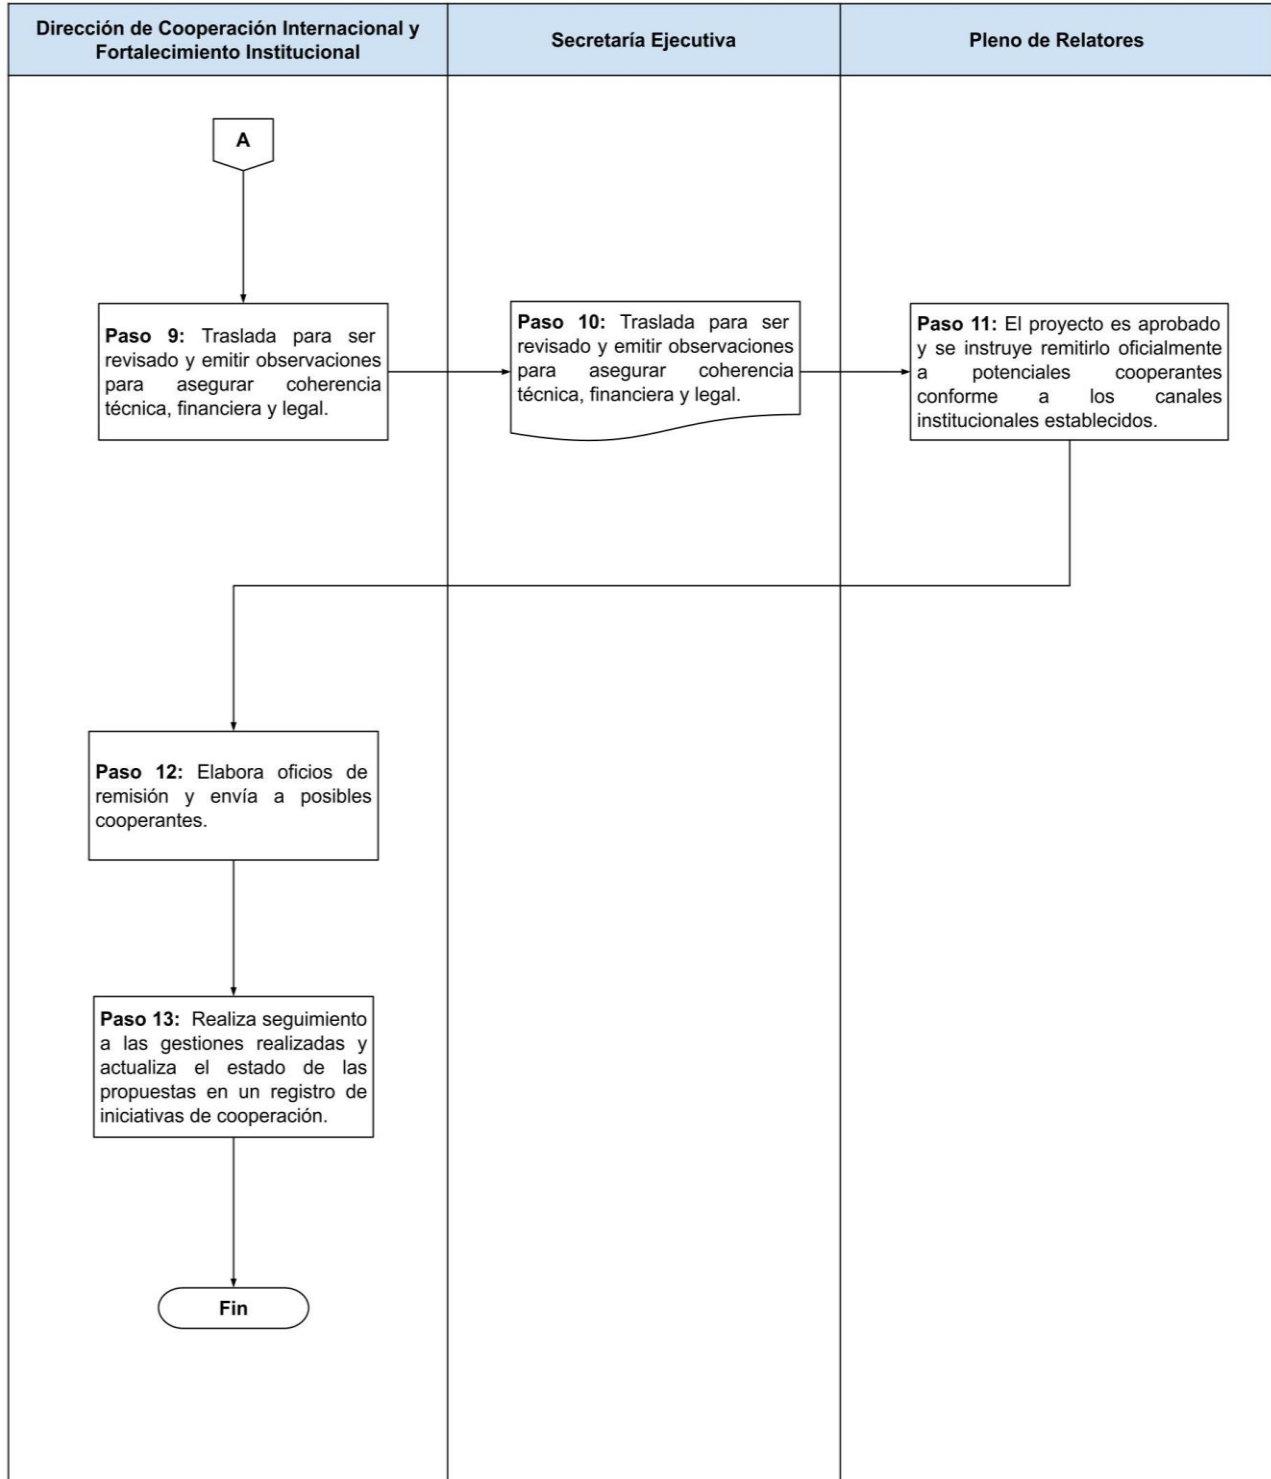 Dirección de Cooperación Internacional y
Fortalecimiento Institucional
Secretaría Ejecutiva
Pleno de Relatores
A
Paso 9: Traslada para ser
revisado y emitir observaciones
para asegurar coherencia
técnica, financiera y legal.
Paso 10: Traslada para ser
revisado y emitir observaciones
para asegurar coherencia
técnica, financiera y legal.
Paso 11: El proyecto es aprobado
y se instruye remitirlo oficialmente
a potenciales cooperantes
conforme a los canales
institucionales establecidos.
Paso 12: Elabora oficios de
remisión y envía a posibles
cooperantes.
Paso 13: Realiza seguimiento
a las gestiones realizadas y
actualiza el estado de las
propuestas en un registro de
iniciativas de cooperación.
Fin